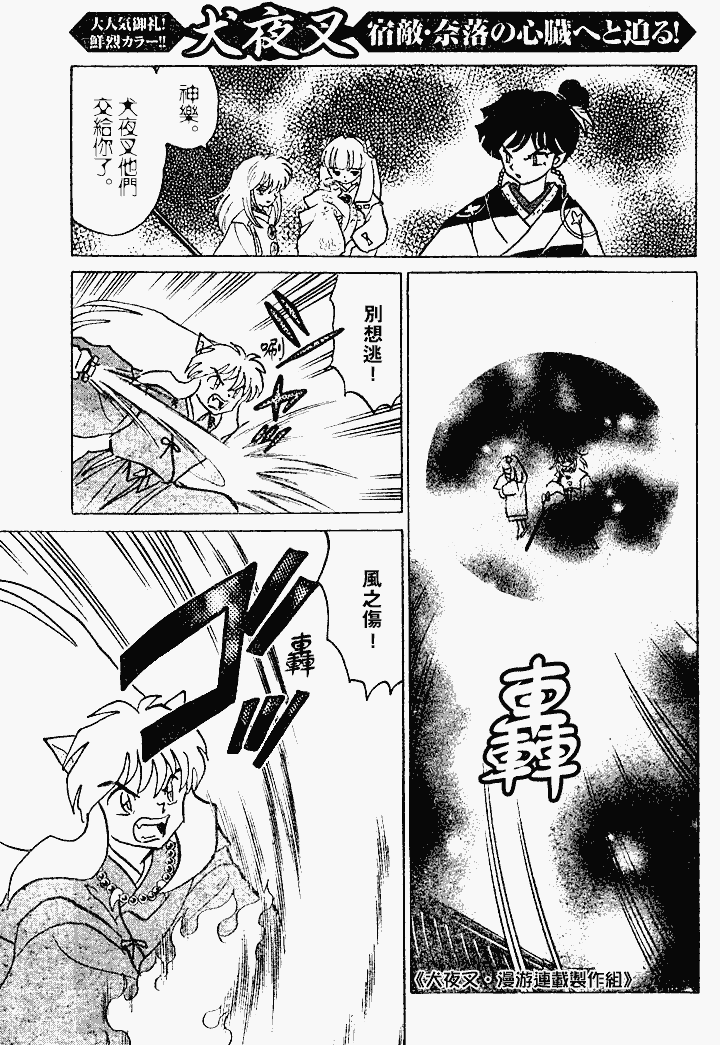 大人気御礼!
鮮烈カラー!!
犬夜叉
宿敵・奈落の心臓へと迫る!
神樂。
犬夜叉他們
交給你了。
轟
《犬夜叉・漫游連載製作組》
別想逃!
唰
風之傷!
轟